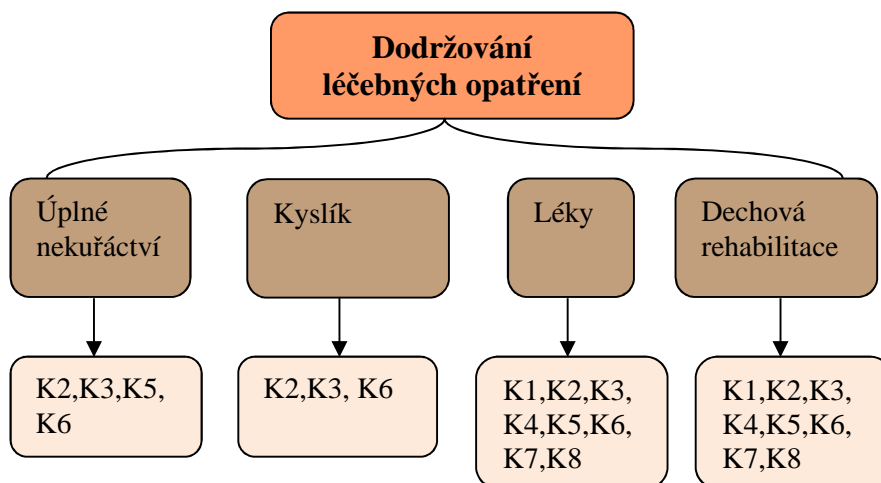 Dodržování
léčebných opatření
Úplné
nekuřáctví
Kyslík
Léky
Dechová
rehabilitace
K2,K3,K5,
K6
K2,K3, K6
K1,K2,K3,
K4,K5,K6,
K7,K8
K1,K2,K3,
K4,K5,K6,
K7,K8